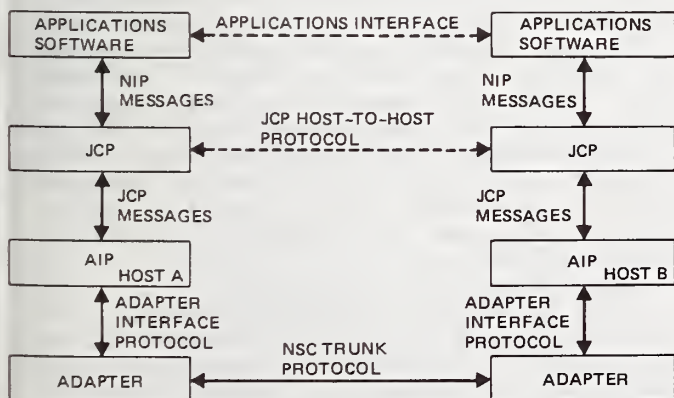 APPLICATIONS
SOFTWARE
APPLICATIONS INTERFACE
APPLICATIONS
SOFTWARE
NIP
MESSAGES
NIP
MESSAGES
JCP
JCP HOST-TO-HOST
PROTOCOL
JCP
JCP
MESSAGES
JCP
MESSAGES
AIP
HOST A
AIP
HOST B
ADAPTER
INTERFACE
PROTOCOL
ADAPTER
INTERFACE
PROTOCOL
ADAPTER
NSC TRUNK
PROTOCOL
ADAPTER